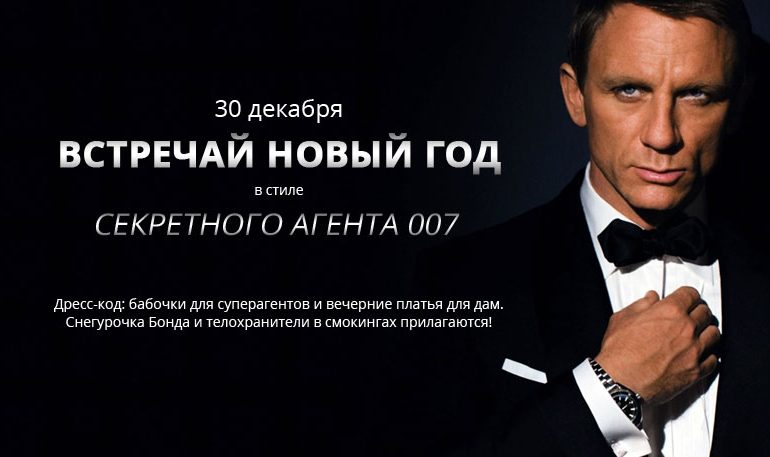 30 декабря
ВСТРЕЧАЙ НОВЫЙ ГОД
в стиле
СЕКРЕТНОГО АГЕНТА 007
Дресс-код: бабочки для суперагентов и вечерние платья для дам.
Снегурочка Бонда и телохранители в смокингах прилагаются!